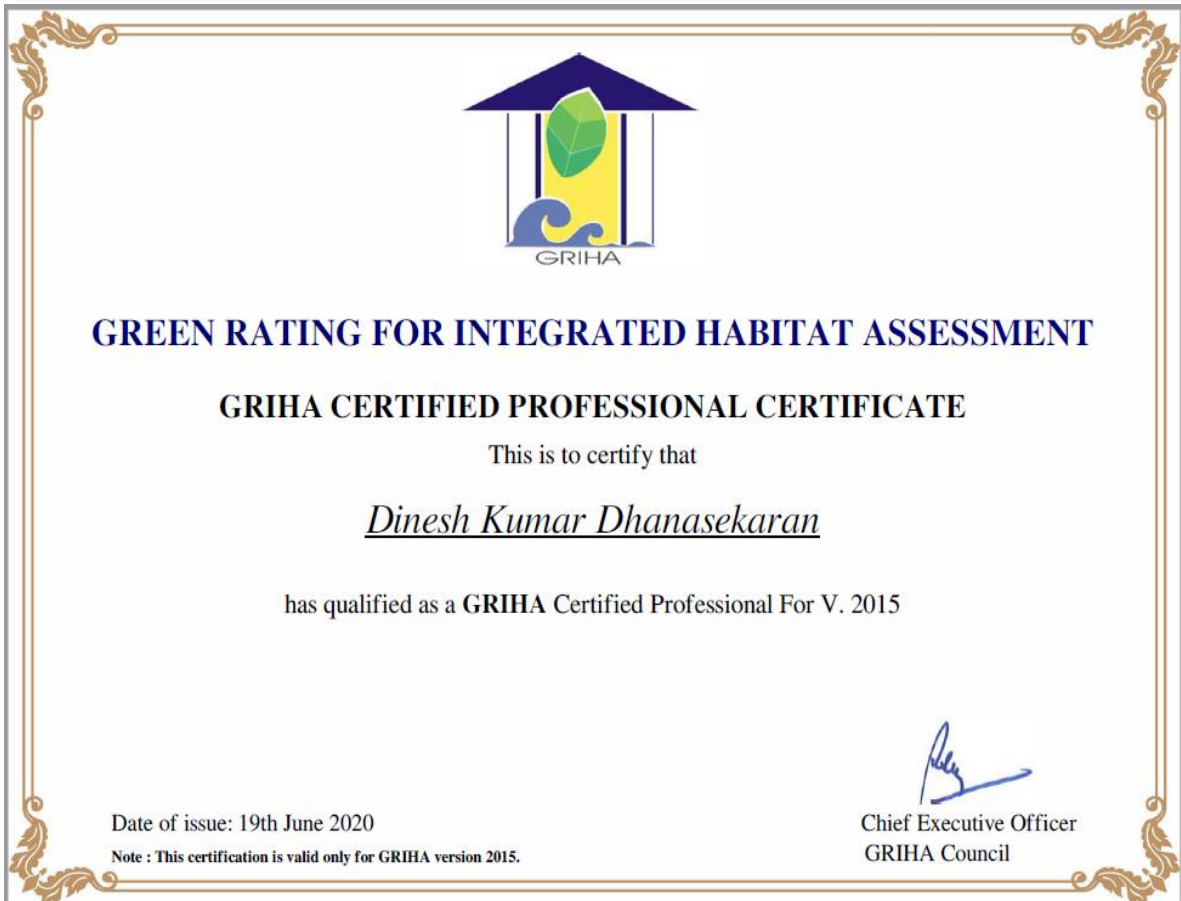 GRIHA
GREEN RATING FOR INTEGRATED HABITAT ASSESSMENT
GRIHA CERTIFIED PROFESSIONAL CERTIFICATE
This is to certify that
Dinesh Kumar Dhanasekaran
has qualified as a GRIHA Certified Professional For V. 2015
Date of issue: 19th June 2020
Note : This certification is valid only for GRIHA version 2015.
Chief Executive Officer
GRIHA Council